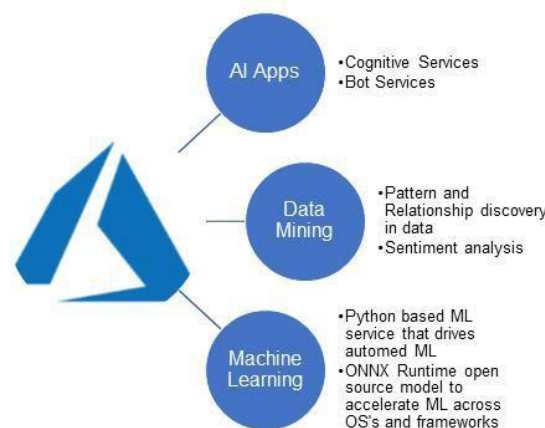 AI Apps
•Cognitive Services
•Bot Services
Data
Mining
•Pattern and
Relationship discovery
in data
•Sentiment analysis
Machine
Learning
•Python based ML
service that drives
automed ML
•ONNX Runtime open
source model to
accelerate ML across
OS's and frameworks